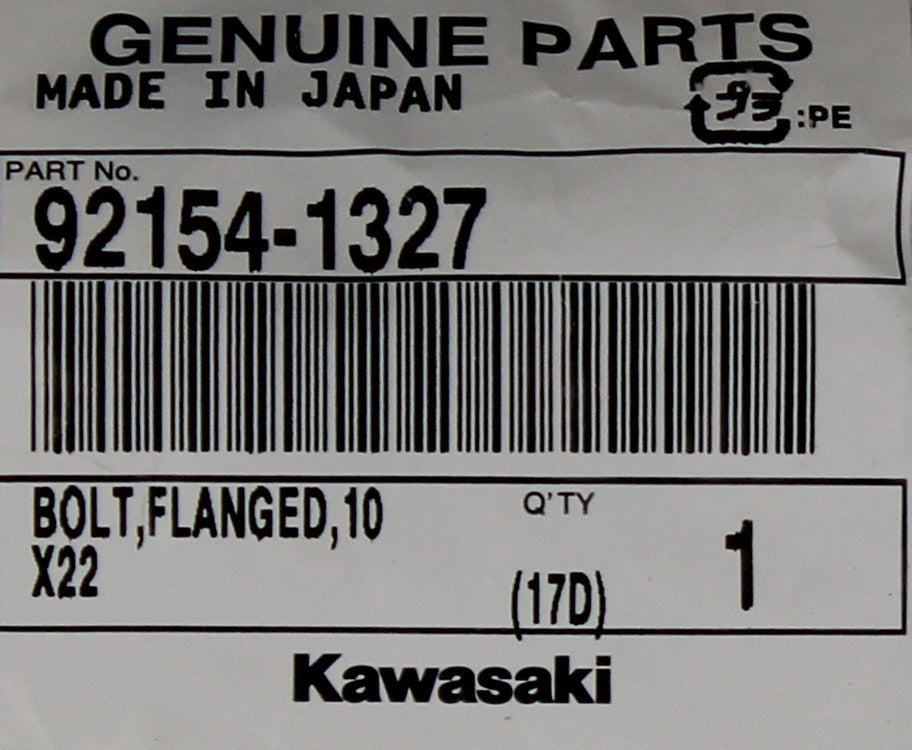 GENUINE PARTS
MADE IN JAPAN
プラ:PE
PART No.
92154-1327
BOLT,FLANGED,10
X22
Q'TY
(17D)
1
Kawasaki